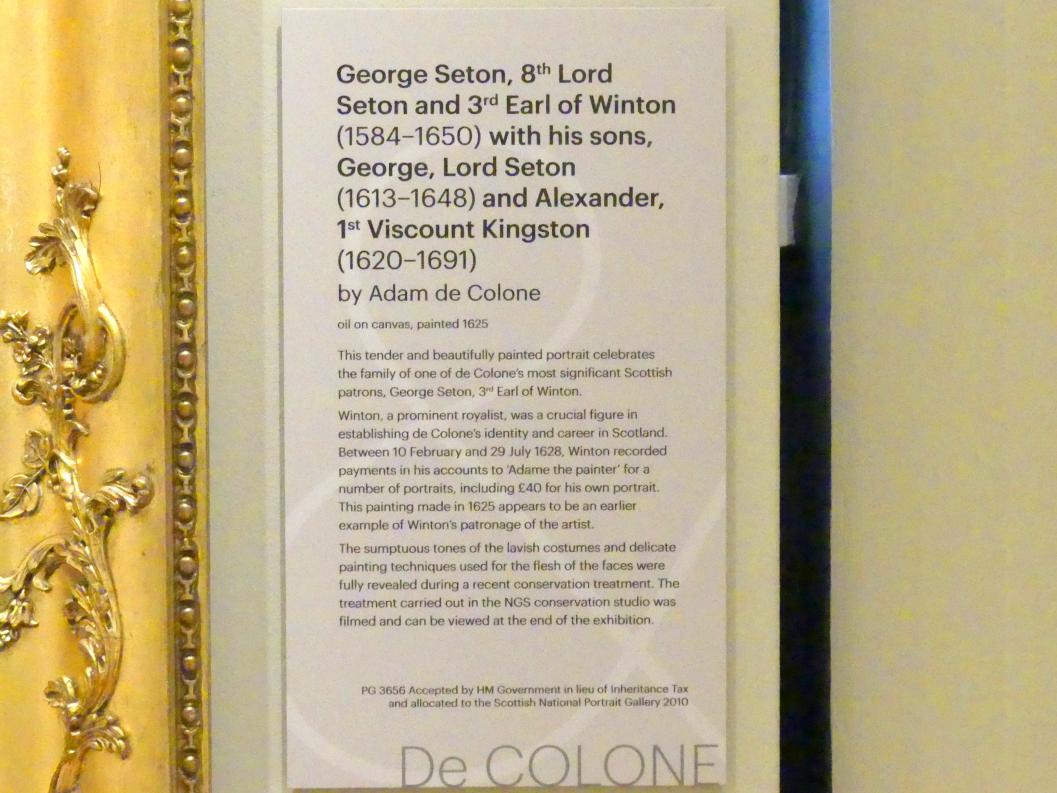 George Seton, 8th Lord
Seton and 3rd Earl of Winton
(1584–1650) with his sons,
George, Lord Seton
(1613–1648) and Alexander,
1st Viscount Kingston
(1620–1691)
by Adam de Colone
oil on canvas, painted 1625
This tender and beautifully painted portrait celebrates
the family of one of de Colone's most significant Scottish
patrons, George Seton, 3rd Earl of Winton.
Winton, a prominent royalist, was a crucial figure in
establishing de Colone's identity and career in Scotland.
Between 10 February and 29 July 1628, Winton recorded
payments in his accounts to 'Adame the painter' for a
number of portraits, including £40 for his own portrait.
This painting made in 1625 appears to be an earlier
example of Winton's patronage of the artist.
The sumptuous tones of the lavish costumes and delicate
painting techniques used for the flesh of the faces were
fully revealed during a recent conservation treatment. The
treatment carried out in the NGS conservation studio was
filmed and can be viewed at the end of the exhibition.
PG 3656 Accepted by HM Government in lieu of Inheritance Tax
and allocated to the Scottish National Portrait Gallery 2010
De COLONE